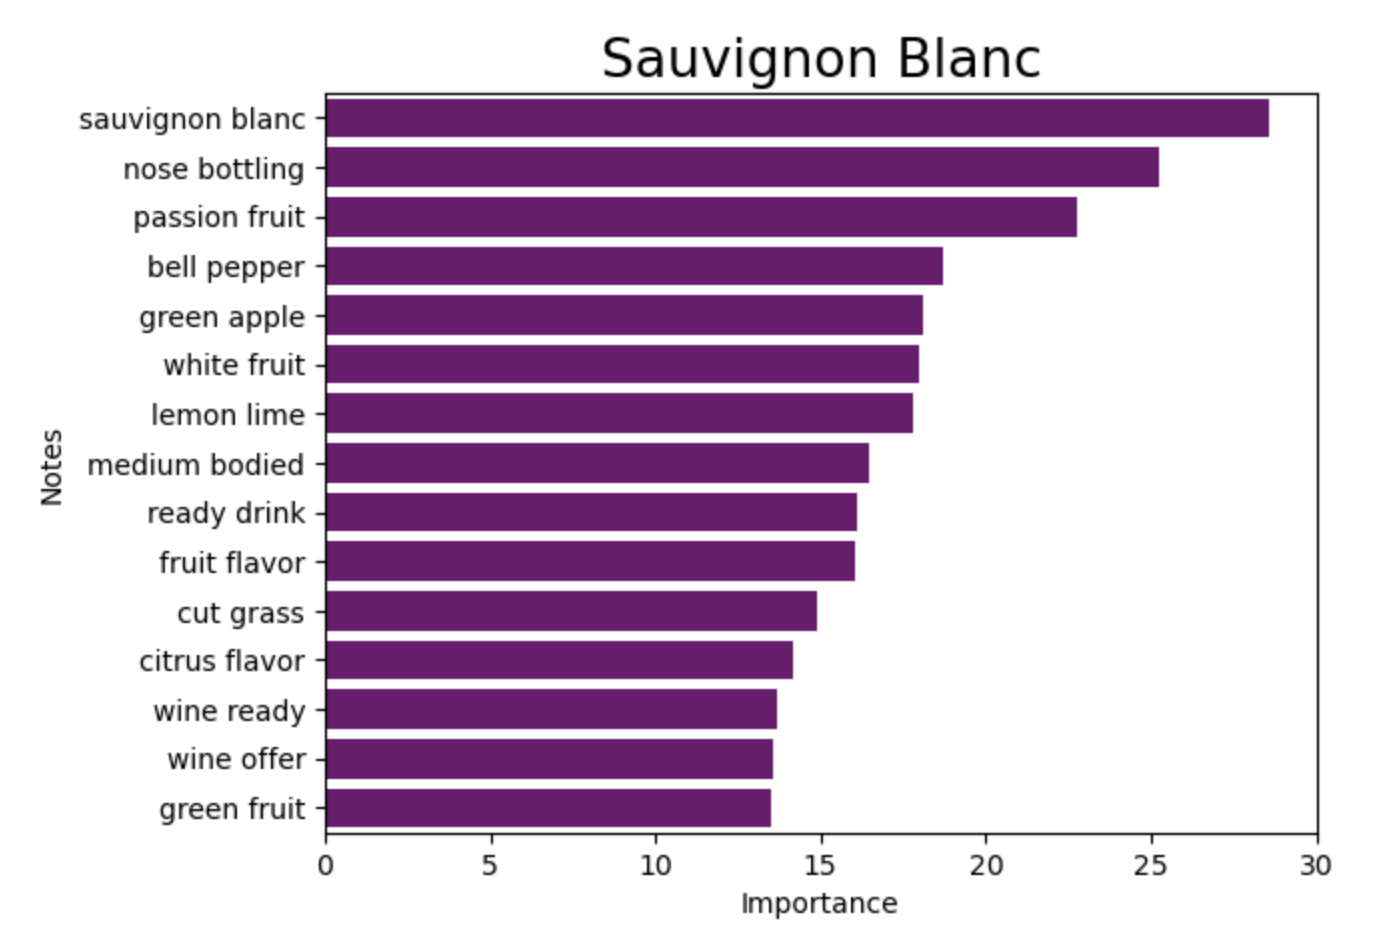 Sauvignon Blanc
sauvignon blanc
nose bottling
passion fruit
bell pepper
green apple
white fruit
lemon lime
medium bodied
ready drink
fruit flavor
cut grass
citrus flavor
wine ready
wine offer
green fruit
Notes
0 5 10 15 20 25 30
Importance